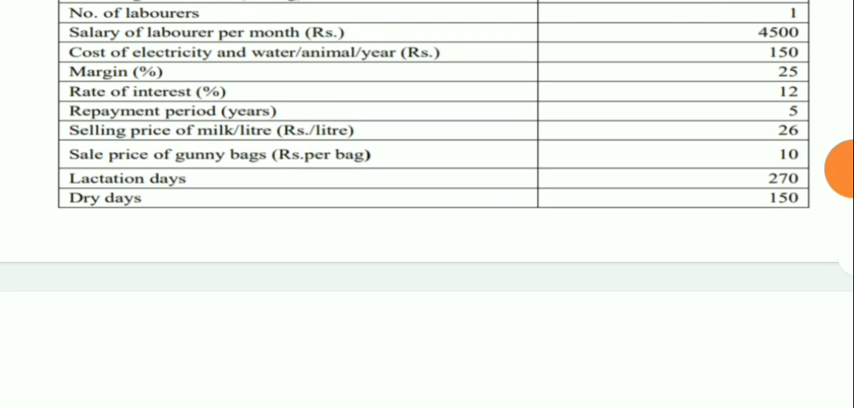 No. of labourers 1
Salary of labourer per month (Rs.) 4500
Cost of electricity and water/animal/year (Rs.) 150
Margin (%) 25
Rate of interest (%) 12
Repayment period (years) 5
Selling price of milk/litre (Rs./litre) 26
Sale price of gunny bags (Rs.per bag) 10
Lactation days 270
Dry days 150